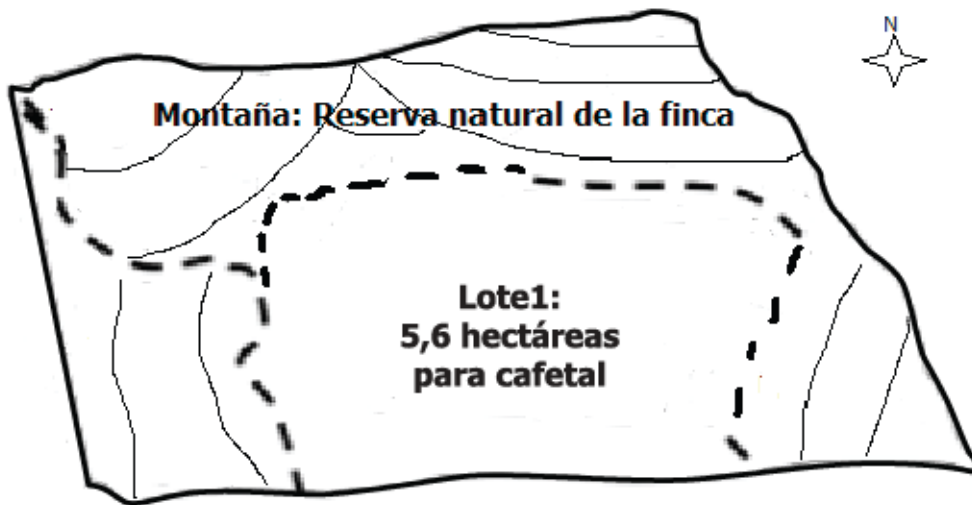 N
Montaña: Reserva natural de la finca
Lote1:
5,6 hectáreas
para cafetal